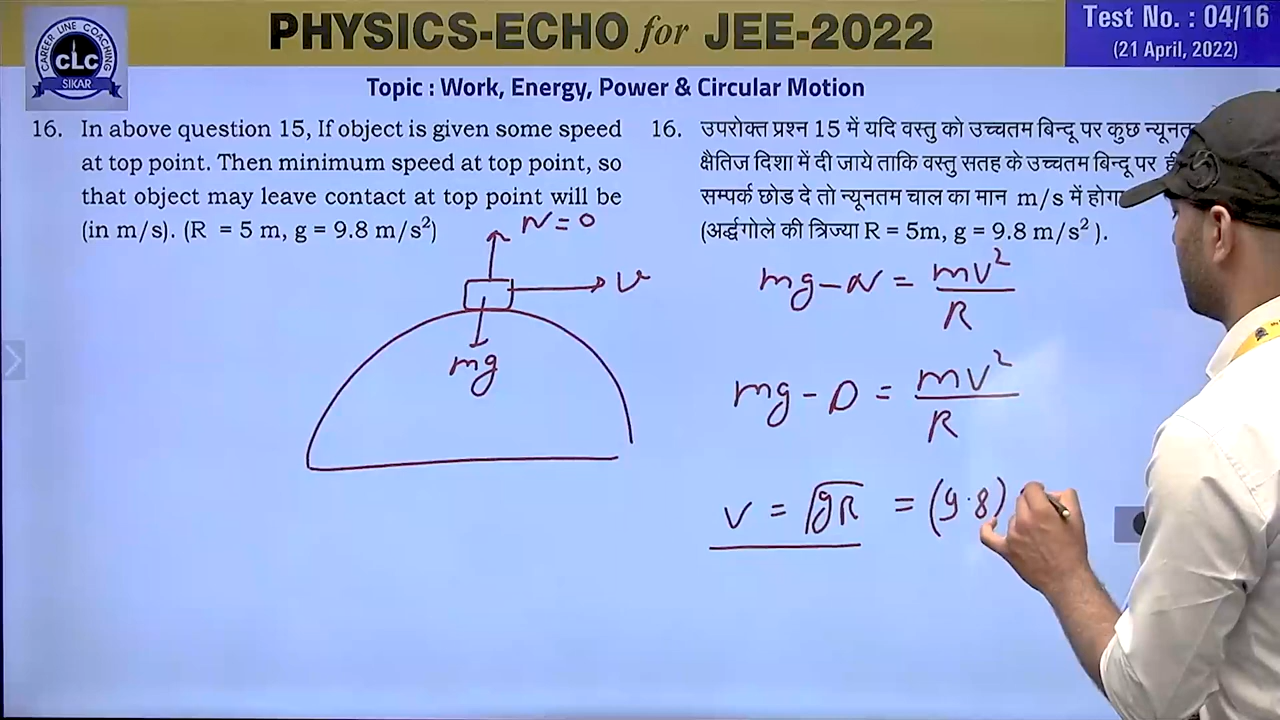 PHYSICS-ECHO for JEE-2022
Test No. : 04/16
(21 April, 2022)
CAREER LINE COACHING
CLC
SIKAR
Topic : Work, Energy, Power & Circular Motion
16. In above question 15, If object is given some speed
at top point. Then minimum speed at top point, so
that object may leave contact at top point will be
(in m/s). (R = 5 m, g = 9.8 m/s²)
16. उपरोक्त प्रश्न 15 में यदि वस्तु को उच्चतम बिन्दू पर कुछ
क्षैतिज दिशा में दी जाये ताकि वस्तु सतह के उच्चतम बिन्दू पर ही
सम्पर्क छोड दे तो न्यूनतम चाल का मान m/s में
(अर्द्धगोले की त्रिज्या R = 5m, g = 9.8 m/s² ).
N = 0
v
mg
mg - N = mv²/R
mg - 0 = mv²/R
v = √gR = (9.8)